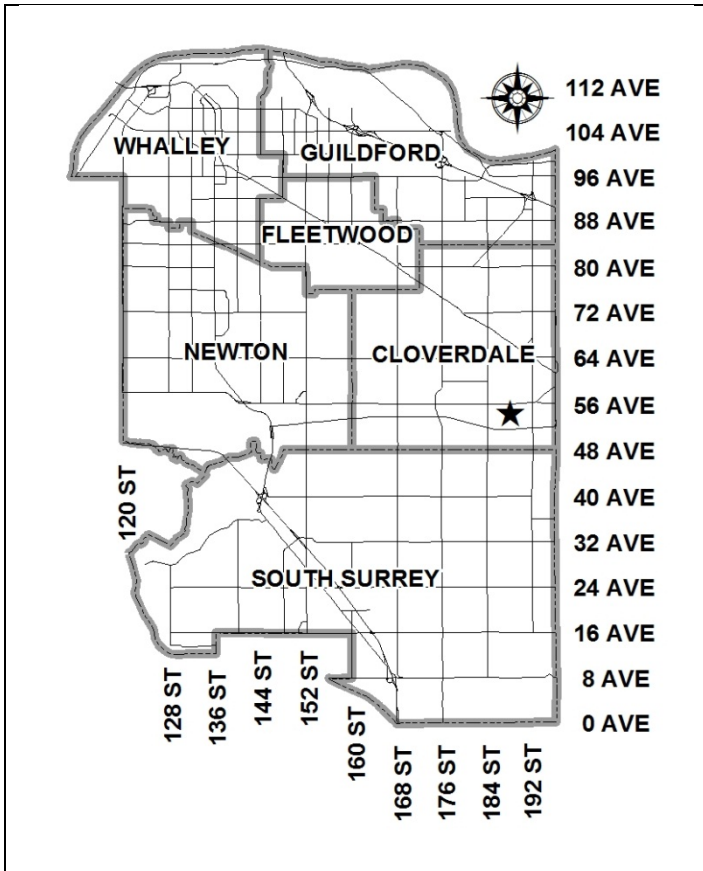 112 AVE
104 AVE
WHALLEY
GUILDFORD
96 AVE
88 AVE
FLEETWOOD
80 AVE
72 AVE
NEWTON
CLOVERDALE
64 AVE
56 AVE
48 AVE
120 ST
40 AVE
32 AVE
SOUTH SURREY
24 AVE
16 AVE
128 ST
136 ST
144 ST
152 ST
160 ST
8 AVE
0 AVE
168 ST
176 ST
184 ST
192 ST